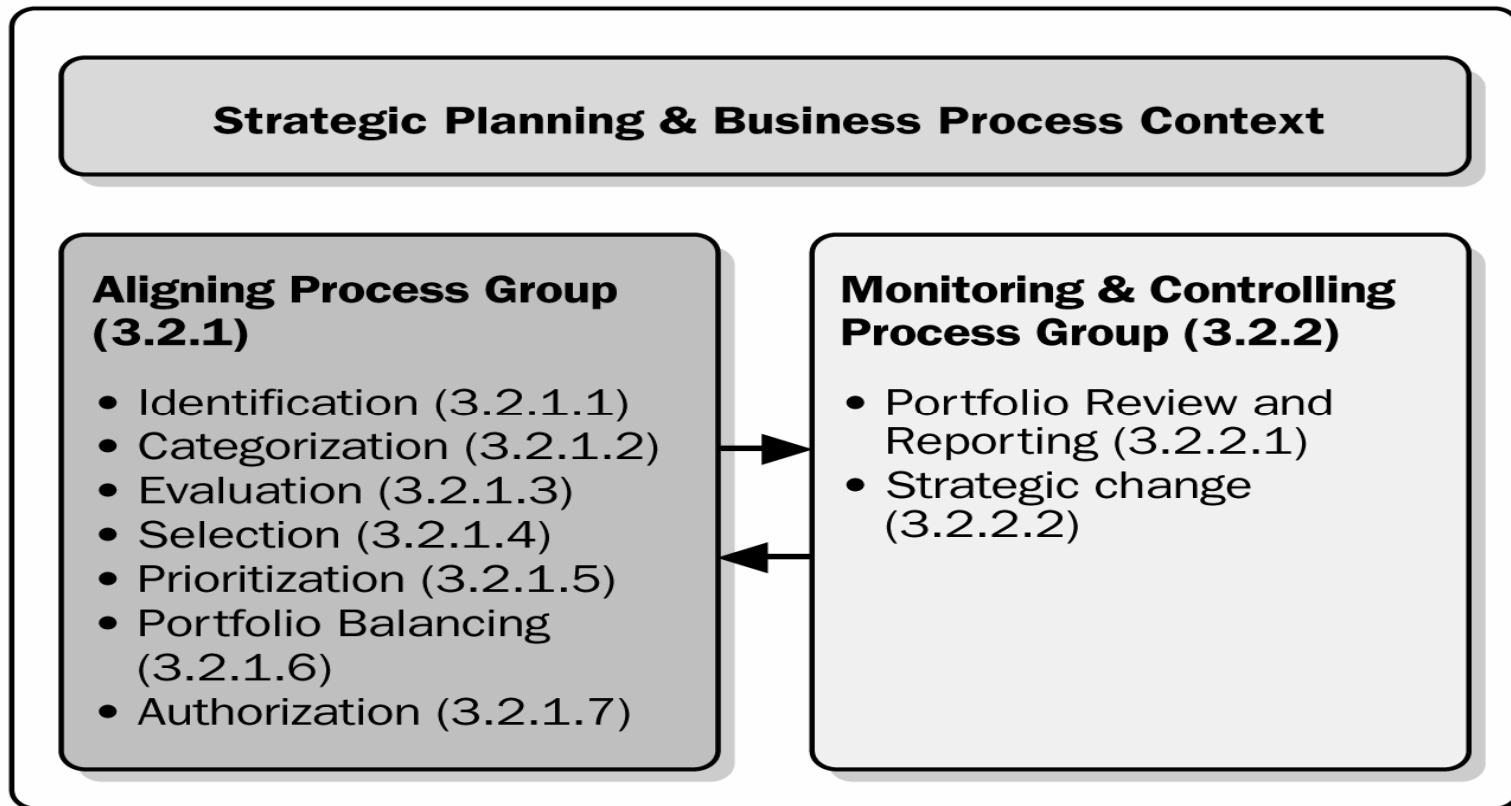 Strategic Planning & Business Process Context
Aligning Process Group
(3.2.1)
• Identification (3.2.1.1)
• Categorization (3.2.1.2)
• Evaluation (3.2.1.3)
• Selection (3.2.1.4)
• Prioritization (3.2.1.5)
• Portfolio Balancing
(3.2.1.6)
• Authorization (3.2.1.7)
Monitoring & Controlling
Process Group (3.2.2)
• Portfolio Review and
Reporting (3.2.2.1)
• Strategic change
(3.2.2.2)